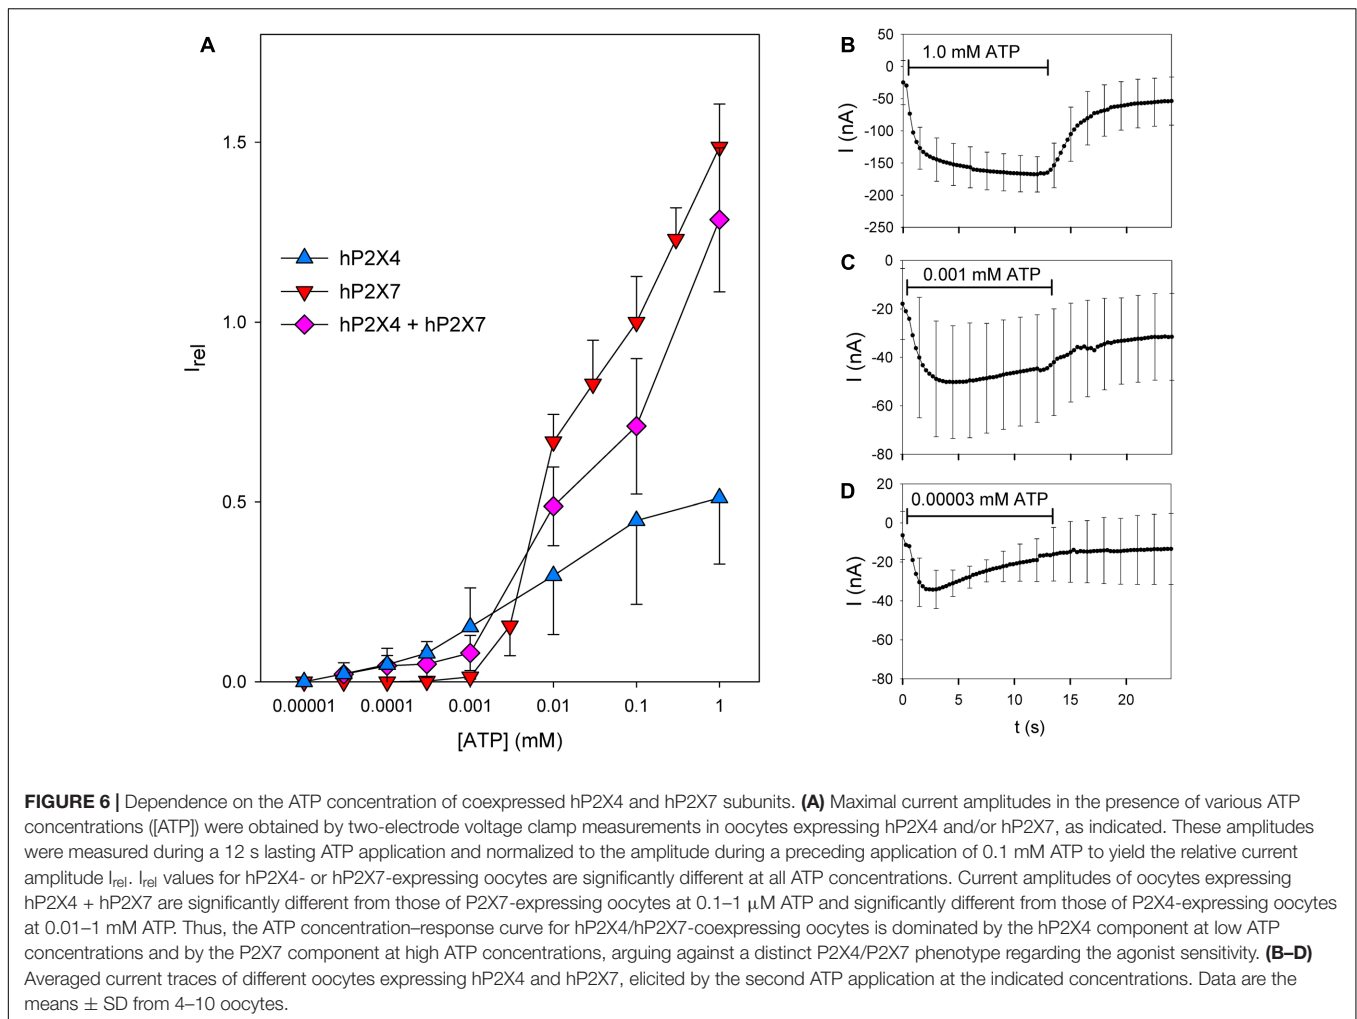 A
1.5
1.0
0.5
0.0
I_rel
hP2X4
hP2X7
hP2X4 + hP2X7
0.00001 0.0001 0.001 0.01 0.1 1
[ATP] (mM)
B
50
0
-50
-100
-150
-200
-250
I (nA)
1.0 mM ATP
C
0
-20
-40
-60
-80
I (nA)
0.001 mM ATP
D
20
0
-20
-40
-60
-80
I (nA)
0.00003 mM ATP
0 5 10 15 20
t (s)
FIGURE 6 | Dependence on the ATP concentration of coexpressed hP2X4 and hP2X7 subunits. (A) Maximal current amplitudes in the presence of various ATP
concentrations ([ATP]) were obtained by two-electrode voltage clamp measurements in oocytes expressing hP2X4 and/or hP2X7, as indicated. These amplitudes
were measured during a 12 s lasting ATP application and normalized to the amplitude during a preceding application of 0.1 mM ATP to yield the relative current
amplitude I_rel. I_rel values for hP2X4- or hP2X7-expressing oocytes are significantly different at all ATP concentrations. Current amplitudes of oocytes expressing
hP2X4 + hP2X7 are significantly different from those of P2X7-expressing oocytes at 0.1–1 μM ATP and significantly different from those of P2X4-expressing oocytes
at 0.01–1 mM ATP. Thus, the ATP concentration–response curve for hP2X4/hP2X7-coexpressing oocytes is dominated by the hP2X4 component at low ATP
concentrations and by the P2X7 component at high ATP concentrations, arguing against a distinct P2X4/P2X7 phenotype regarding the agonist sensitivity. (B–D)
Averaged current traces of different oocytes expressing hP2X4 and hP2X7, elicited by the second ATP application at the indicated concentrations. Data are the
means ± SD from 4–10 oocytes.